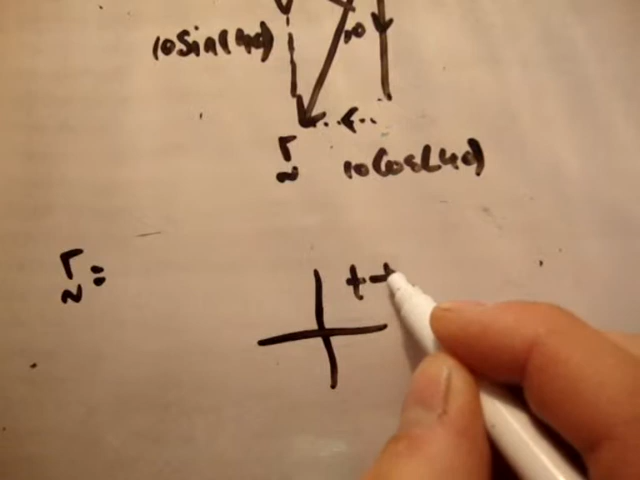 10Sin(40)
10
r
~
10Cos(40)
r =
~
++